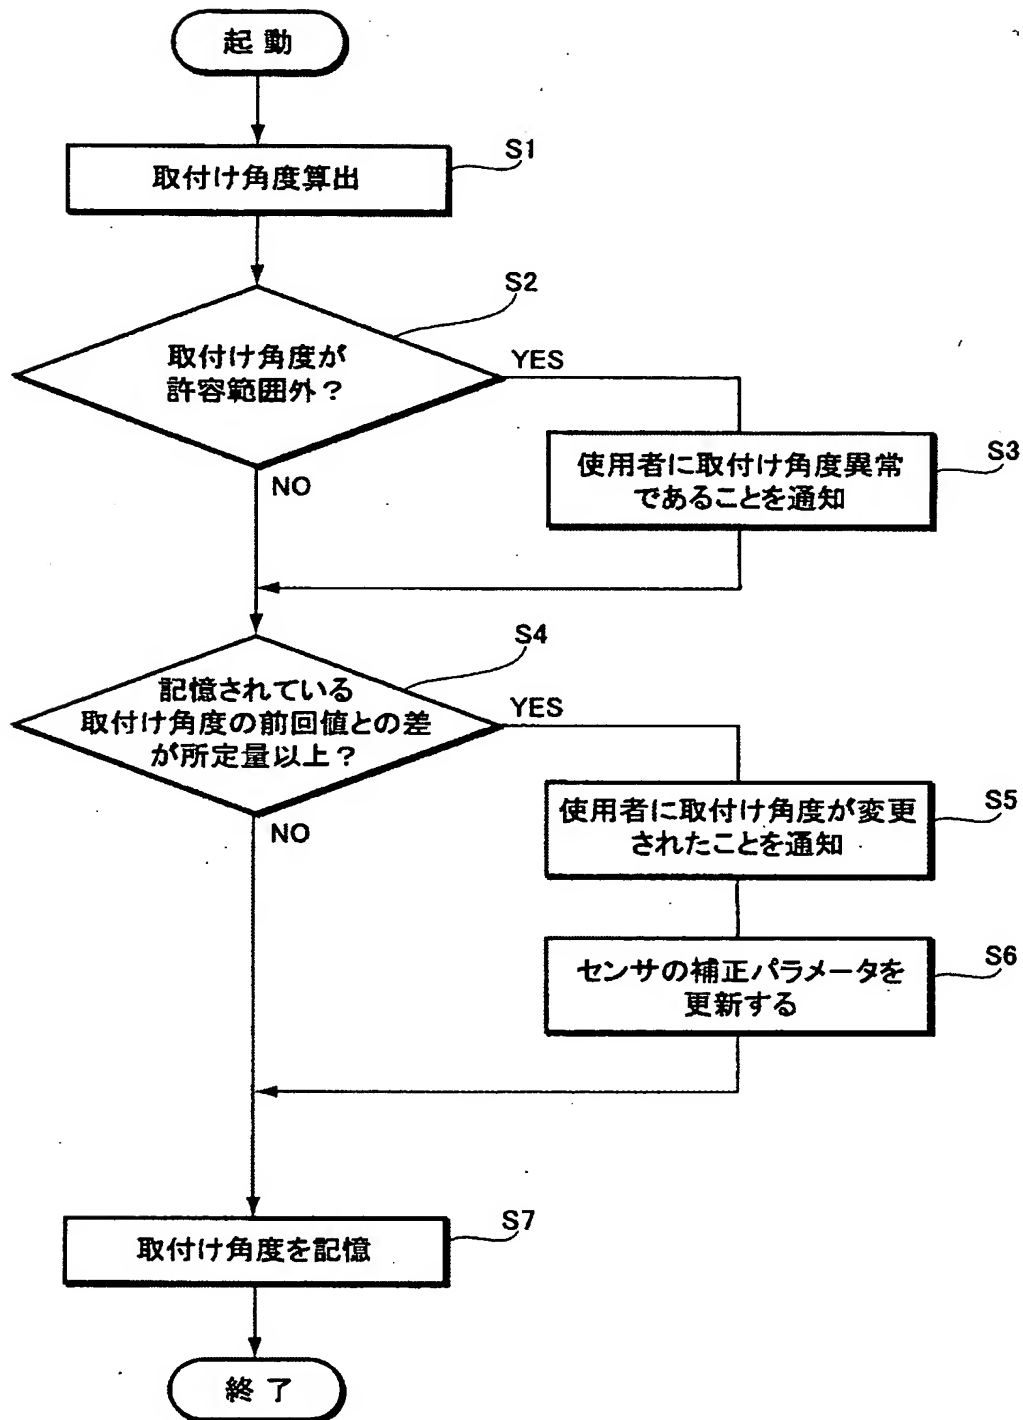 起 動
取付け角度算出
S1
取付け角度が
許容範囲外？
S2
YES
NO
使用者に取付け角度異常
であることを通知
S3
記憶されている
取付け角度の前回値との差
が所定量以上？
S4
YES
NO
使用者に取付け角度が変更
されたことを通知
S5
センサの補正パラメータを
更新する
S6
取付け角度を記憶
S7
終 了